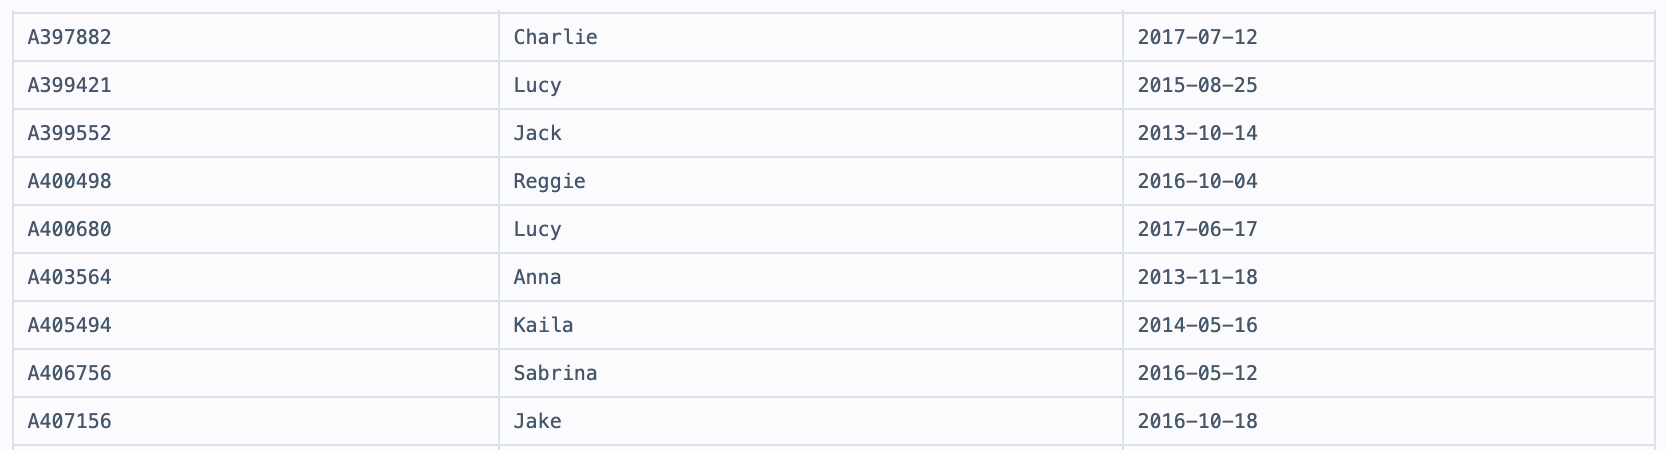 A397882 Charlie 2017-07-12
A399421 Lucy 2015-08-25
A399552 Jack 2013-10-14
A400498 Reggie 2016-10-04
A400680 Lucy 2017-06-17
A403564 Anna 2013-11-18
A405494 Kaila 2014-05-16
A406756 Sabrina 2016-05-12
A407156 Jake 2016-10-18